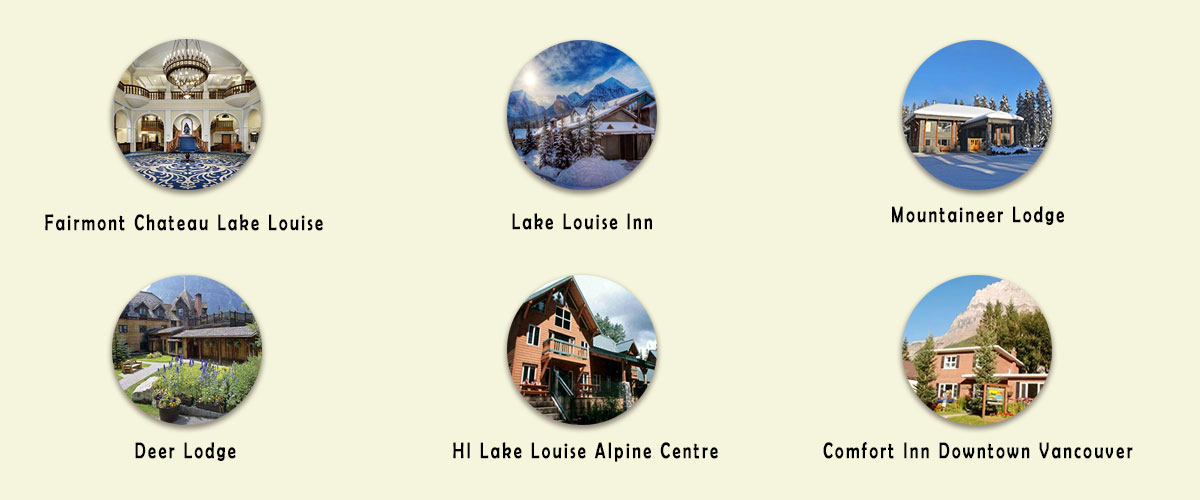 Fairmont Chateau Lake Louise
Lake Louise Inn
Mountaineer Lodge
Deer Lodge
HI Lake Louise Alpine Centre
Comfort Inn Downtown Vancouver